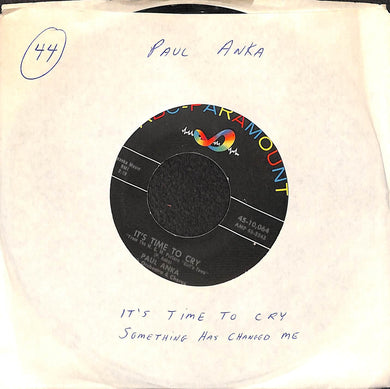 44
PAUL ANKA
ABC-PARAMOUNT
45-10,064
IT'S TIME TO CRY
PAUL ANKA
IT'S TIME TO CRY
SOMETHING HAS CHANGED ME